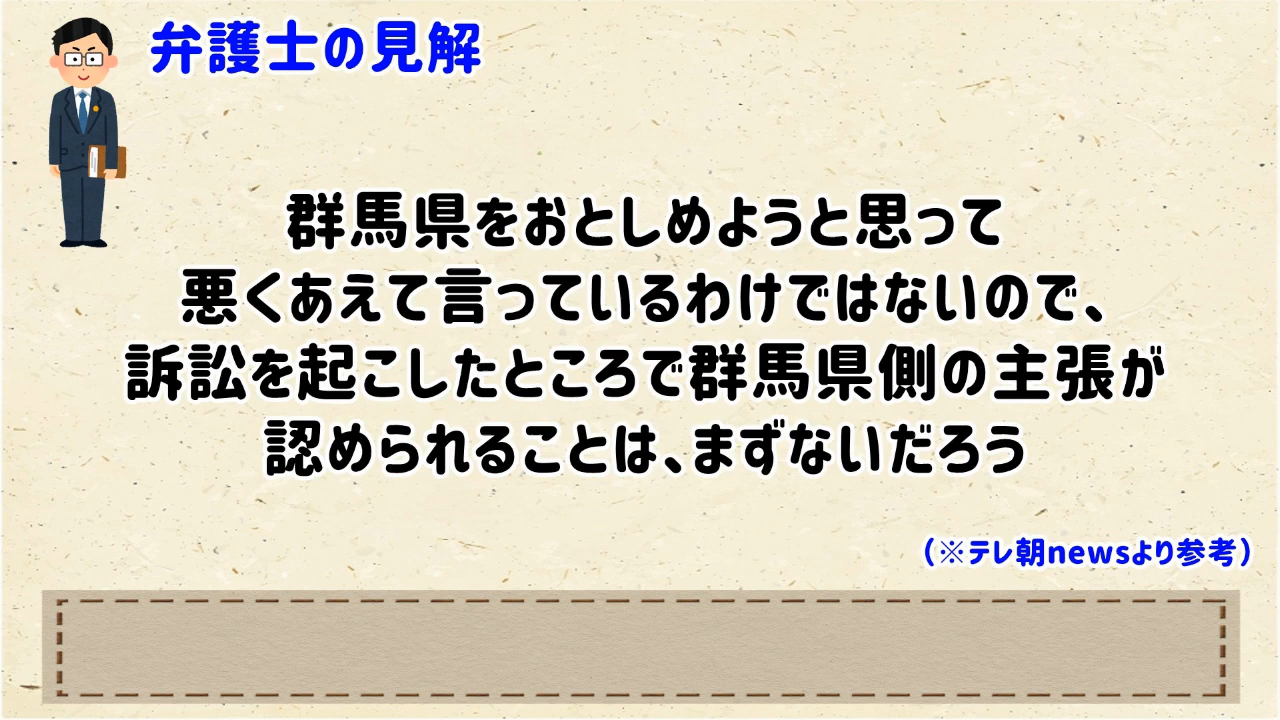 弁護士の見解
群馬県をおとしめようと思って
悪くあえて言っているわけではないので、
訴訟を起こしたところで群馬県側の主張が
認められることは、まずないだろう
(※テレ朝newsより参考)